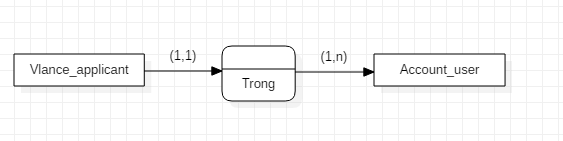 (1,1)
(1,n)
Vlance_applicant
Trong
Account_user